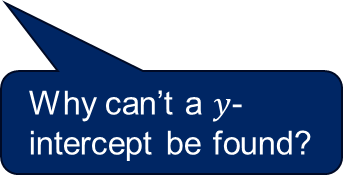 Why can’t a y-
intercept be found?